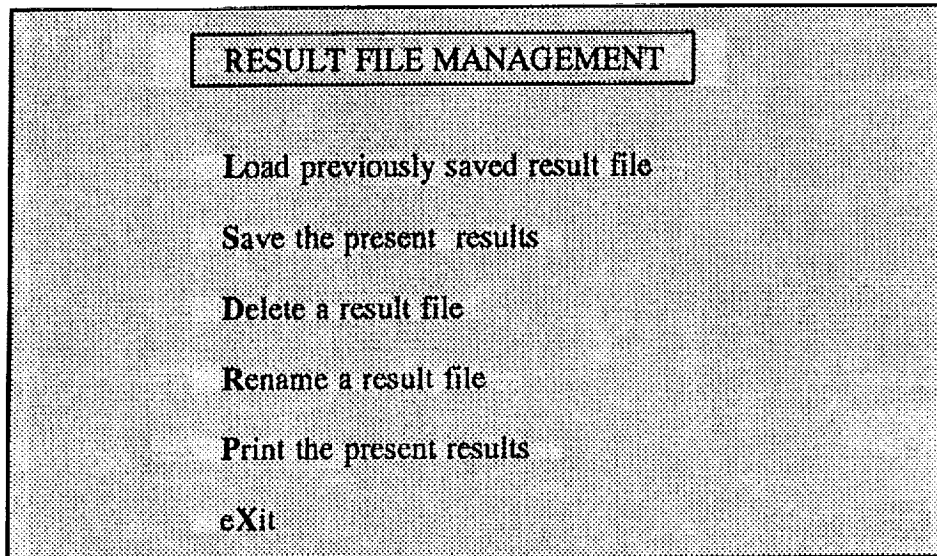 RESULT FILE MANAGEMENT
Load previously saved result file
Save the present results
Delete a result file
Rename a result file
Print the present results
eXit